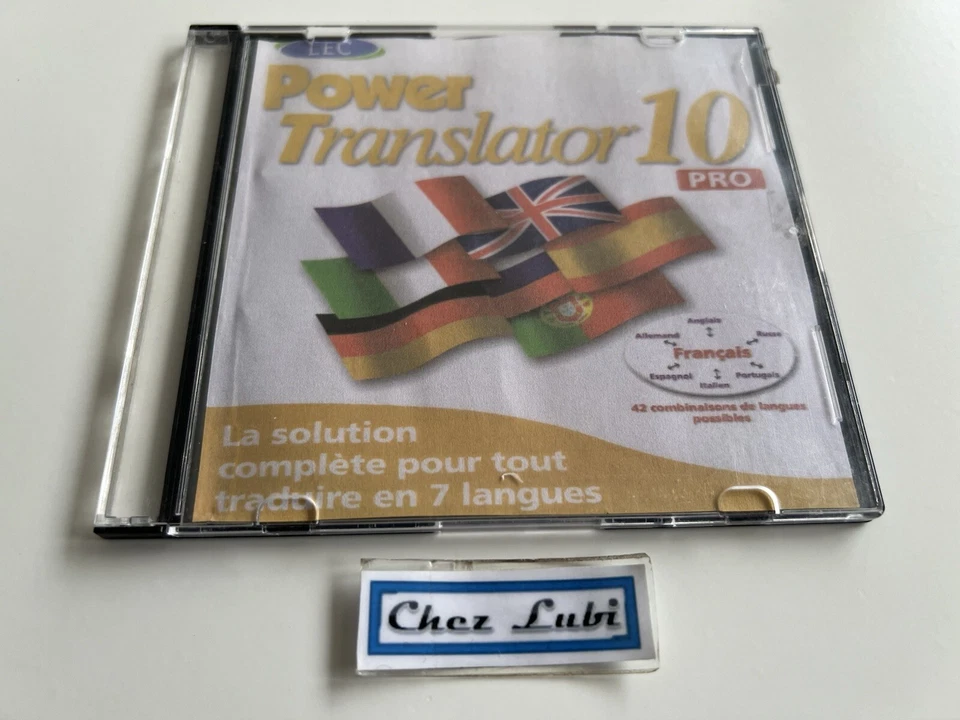 LEC
Power
Translator 10
PRO
Anglais
Allemand Russe
Français
Espagnol Portugais
Italien
42 combinaisons de langues
possibles
La solution
complète pour tout
traduire en 7 langues
Chez Lubi